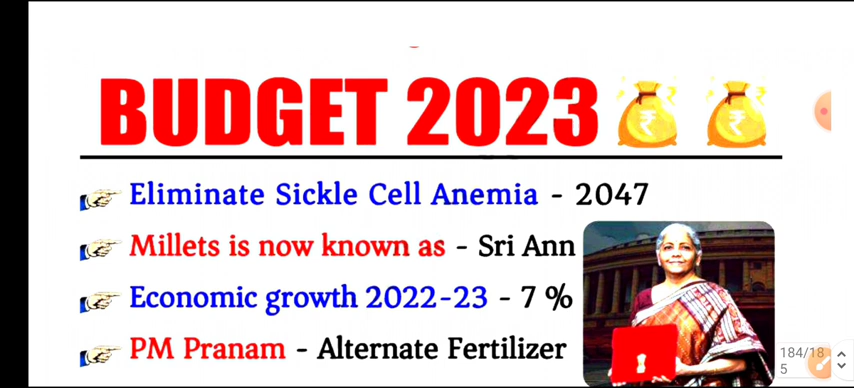 BUDGET 2023
Eliminate Sickle Cell Anemia - 2047
Millets is now known as - Sri Ann
Economic growth 2022-23 - 7 %
PM Pranam - Alternate Fertilizer
184/18
5